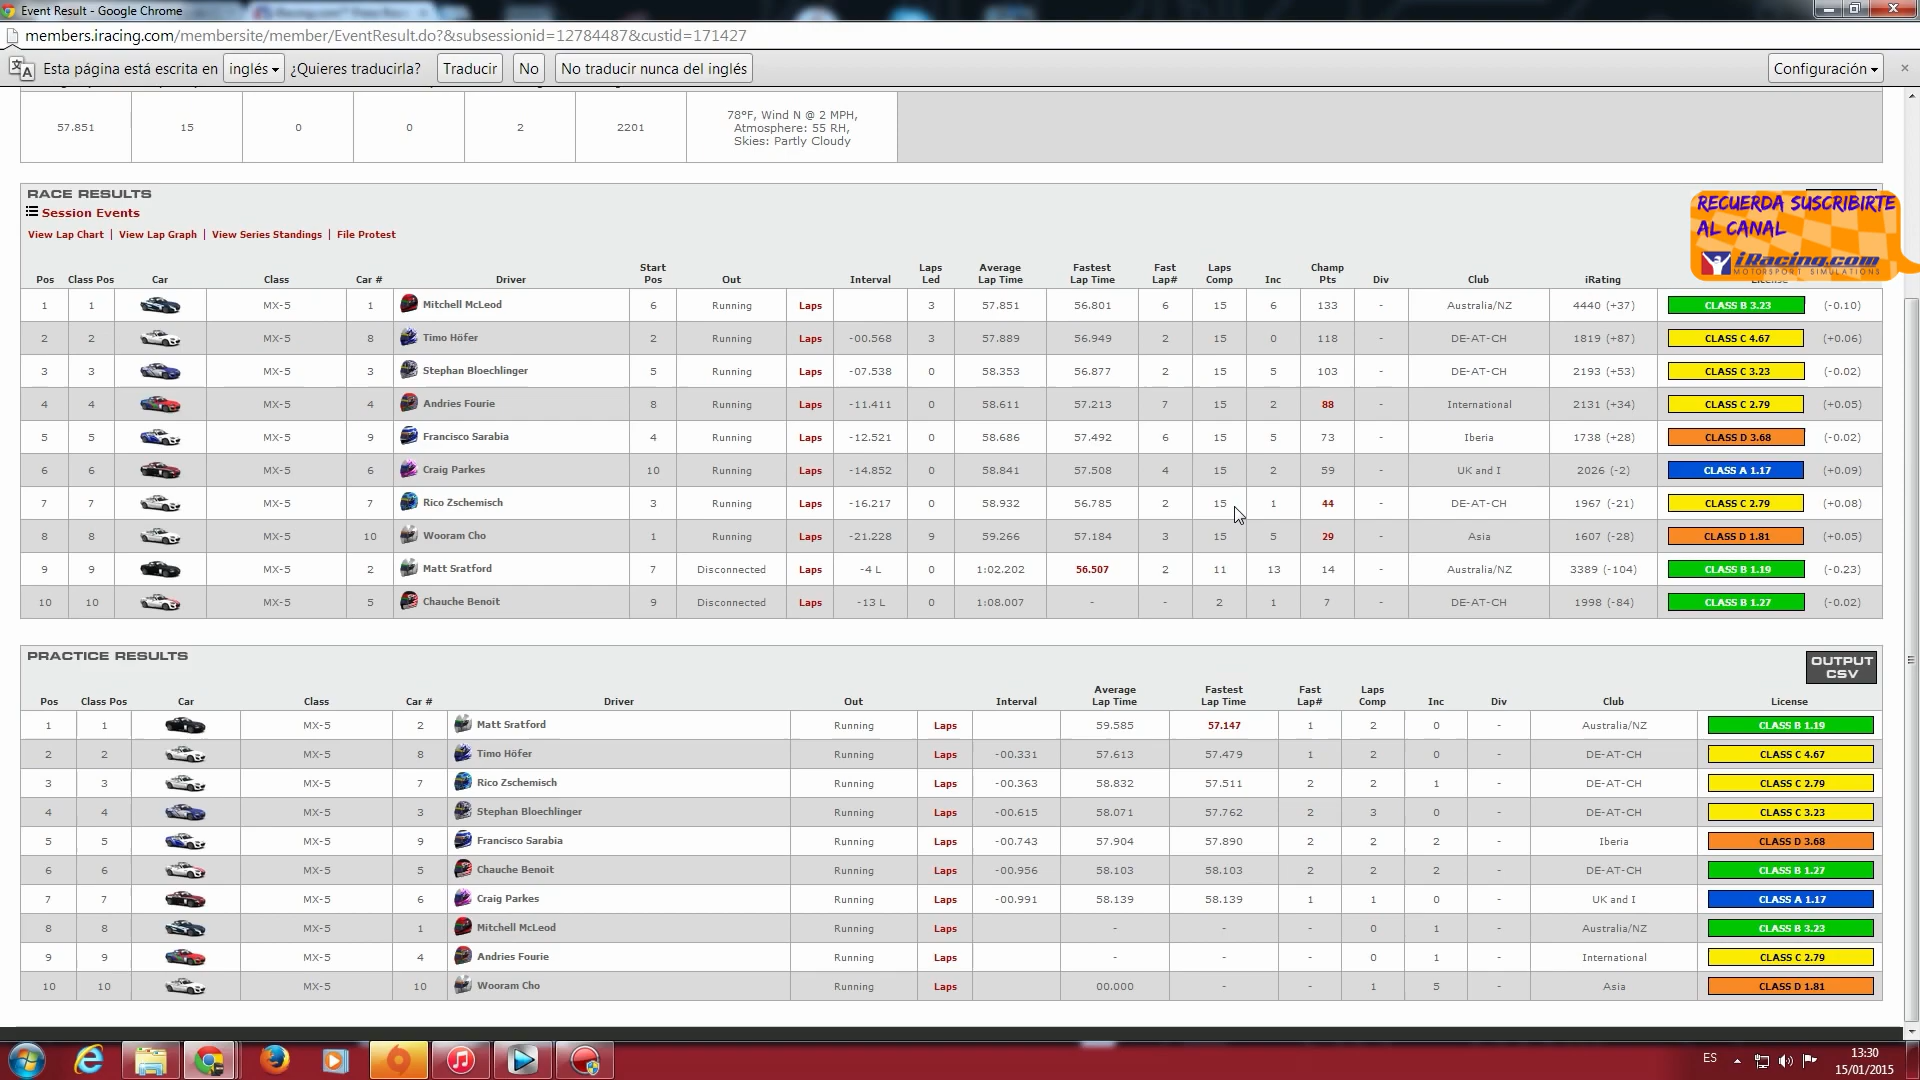 Event Result - Google Chrome
members.iracing.com/membersite/member/EventResult.do?&subsessionid=12784487&custid=171427
Esta página está escrita en inglés ¿Quieres traducirla? Traducir No No traducir nunca del inglés Configuración
57.851 15 0 0 2 2201 78°F, Wind N @ 2 MPH,
Atmosphere: 55 RH,
Skies: Partly Cloudy
RACE RESULTS
Session Events
View Lap Chart | View Lap Graph | View Series Standings | File Protest
RECUERDA SUSCRIBIRTE
AL CANAL
iRacing.com
MOTORSPORT SIMULATIONS
Pos Class Pos Car Class Car # Driver Start Pos Out Interval Laps Led Average Lap Time Fastest Lap Time Fast Lap# Laps Comp Inc Champ Pts Div Club iRating
1 1 MX-5 1 Mitchell McLeod 6 Running Laps 3 57.851 56.801 6 15 6 133 - Australia/NZ 4440 (+37) CLASS B 3.23 (-0.10)
2 2 MX-5 8 Timo Höfer 2 Running Laps -00.568 3 57.889 56.949 2 15 0 118 - DE-AT-CH 1819 (+87) CLASS C 4.67 (+0.06)
3 3 MX-5 3 Stephan Bloechlinger 5 Running Laps -07.538 0 58.353 56.877 2 15 5 103 - DE-AT-CH 2193 (+53) CLASS C 3.23 (-0.02)
4 4 MX-5 4 Andries Fourie 8 Running Laps -11.411 0 58.611 57.213 7 15 2 88 - International 2131 (+34) CLASS C 2.79 (+0.05)
5 5 MX-5 9 Francisco Sarabia 4 Running Laps -12.521 0 58.686 57.492 6 15 5 73 - Iberia 1738 (+28) CLASS D 3.68 (-0.02)
6 6 MX-5 6 Craig Parkes 10 Running Laps -14.852 0 58.841 57.508 4 15 2 59 - UK and I 2026 (-2) CLASS A 1.17 (+0.09)
7 7 MX-5 7 Rico Zschemisch 3 Running Laps -16.217 0 58.932 56.785 2 15 1 44 - DE-AT-CH 1967 (-21) CLASS C 2.79 (+0.08)
8 8 MX-5 10 Wooram Cho 1 Running Laps -21.228 9 59.266 57.184 3 15 5 29 - Asia 1607 (-28) CLASS D 1.81 (+0.05)
9 9 MX-5 2 Matt Sratford 7 Disconnected Laps -4 L 0 1:02.202 56.507 2 11 13 14 - Australia/NZ 3389 (-104) CLASS B 1.19 (-0.23)
10 10 MX-5 5 Chauche Benoit 9 Disconnected Laps -13 L 0 1:08.007 - - 2 1 7 - DE-AT-CH 1998 (-84) CLASS B 1.27 (-0.02)
PRACTICE RESULTS
OUTPUT CSV
Pos Class Pos Car Class Car # Driver Out Interval Average Lap Time Fastest Lap Time Fast Lap# Laps Comp Inc Div Club License
1 1 MX-5 2 Matt Sratford Running Laps 59.585 57.147 1 2 0 - Australia/NZ CLASS B 1.19
2 2 MX-5 8 Timo Höfer Running Laps -00.331 57.613 57.479 1 2 0 - DE-AT-CH CLASS C 4.67
3 3 MX-5 7 Rico Zschemisch Running Laps -00.363 58.832 57.511 2 2 1 - DE-AT-CH CLASS C 2.79
4 4 MX-5 3 Stephan Bloechlinger Running Laps -00.615 58.071 57.762 2 3 0 - DE-AT-CH CLASS C 3.23
5 5 MX-5 9 Francisco Sarabia Running Laps -00.743 57.904 57.890 2 2 2 - Iberia CLASS D 3.68
6 6 MX-5 5 Chauche Benoit Running Laps -00.956 58.103 58.103 2 2 2 - DE-AT-CH CLASS B 1.27
7 7 MX-5 6 Craig Parkes Running Laps -00.991 58.139 58.139 1 1 0 - UK and I CLASS A 1.17
8 8 MX-5 1 Mitchell McLeod Running Laps - - - 0 1 - Australia/NZ CLASS B 3.23
9 9 MX-5 4 Andries Fourie Running Laps - - - 0 1 - International CLASS C 2.79
10 10 MX-5 10 Wooram Cho Running Laps 00.000 - - 1 5 - Asia CLASS D 1.81
ES
13:30
15/01/2015